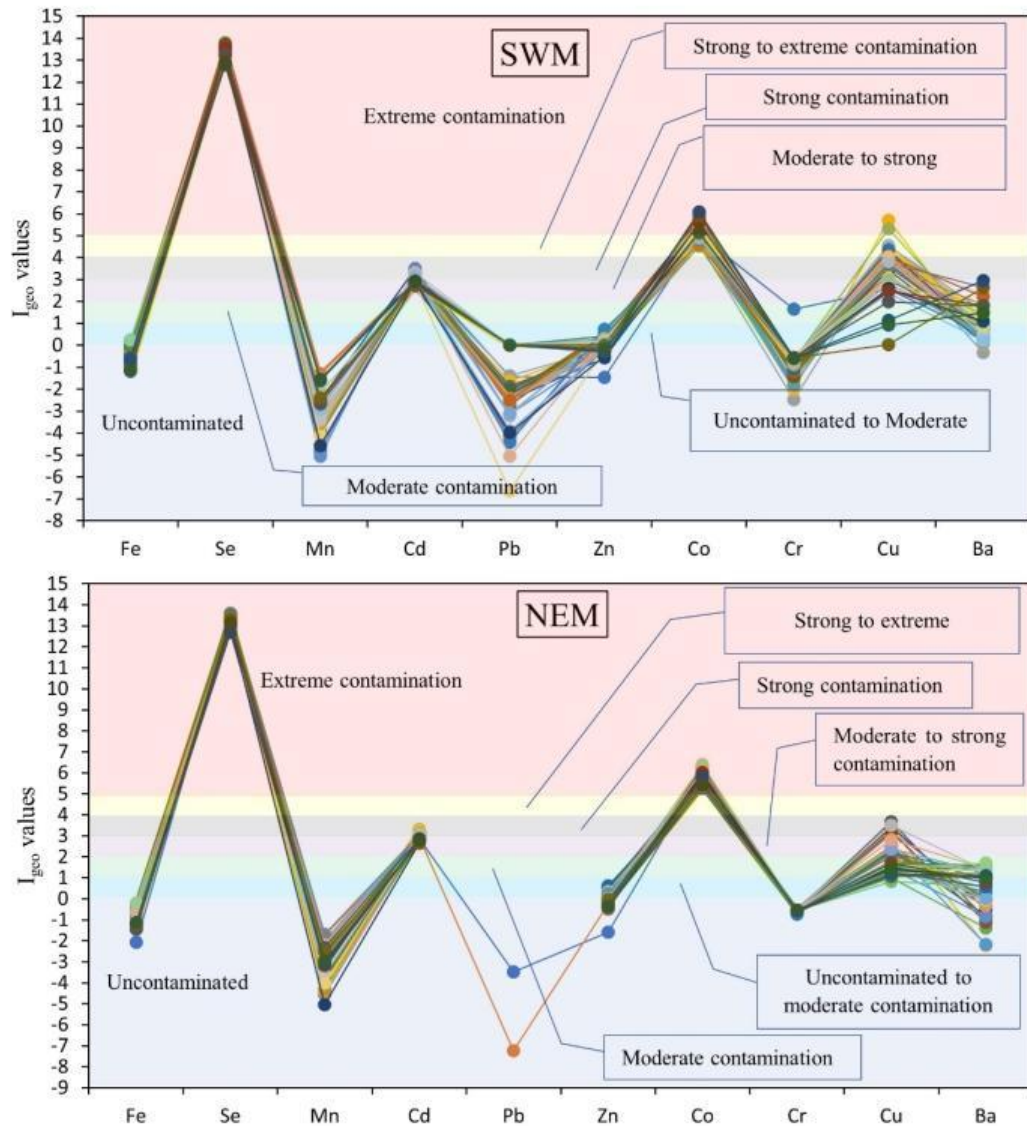 15
14
13
12
11
10
9
8
7
6
5
4
3
2
1
0
-1
-2
-3
-4
-5
-6
-7
-8
I_geo values
SWM
Strong to extreme contamination
Strong contamination
Extreme contamination
Moderate to strong
Uncontaminated
Uncontaminated to Moderate
Moderate contamination
Fe Se Mn Cd Pb Zn Co Cr Cu Ba
15
14
13
12
11
10
9
8
7
6
5
4
3
2
1
0
-1
-2
-3
-4
-5
-6
-7
-8
-9
I_geo values
NEM
Strong to extreme
Extreme contamination
Strong contamination
Moderate to strong
contamination
Uncontaminated
Uncontaminated to
moderate contamination
Moderate contamination
Fe Se Mn Cd Pb Zn Co Cr Cu Ba